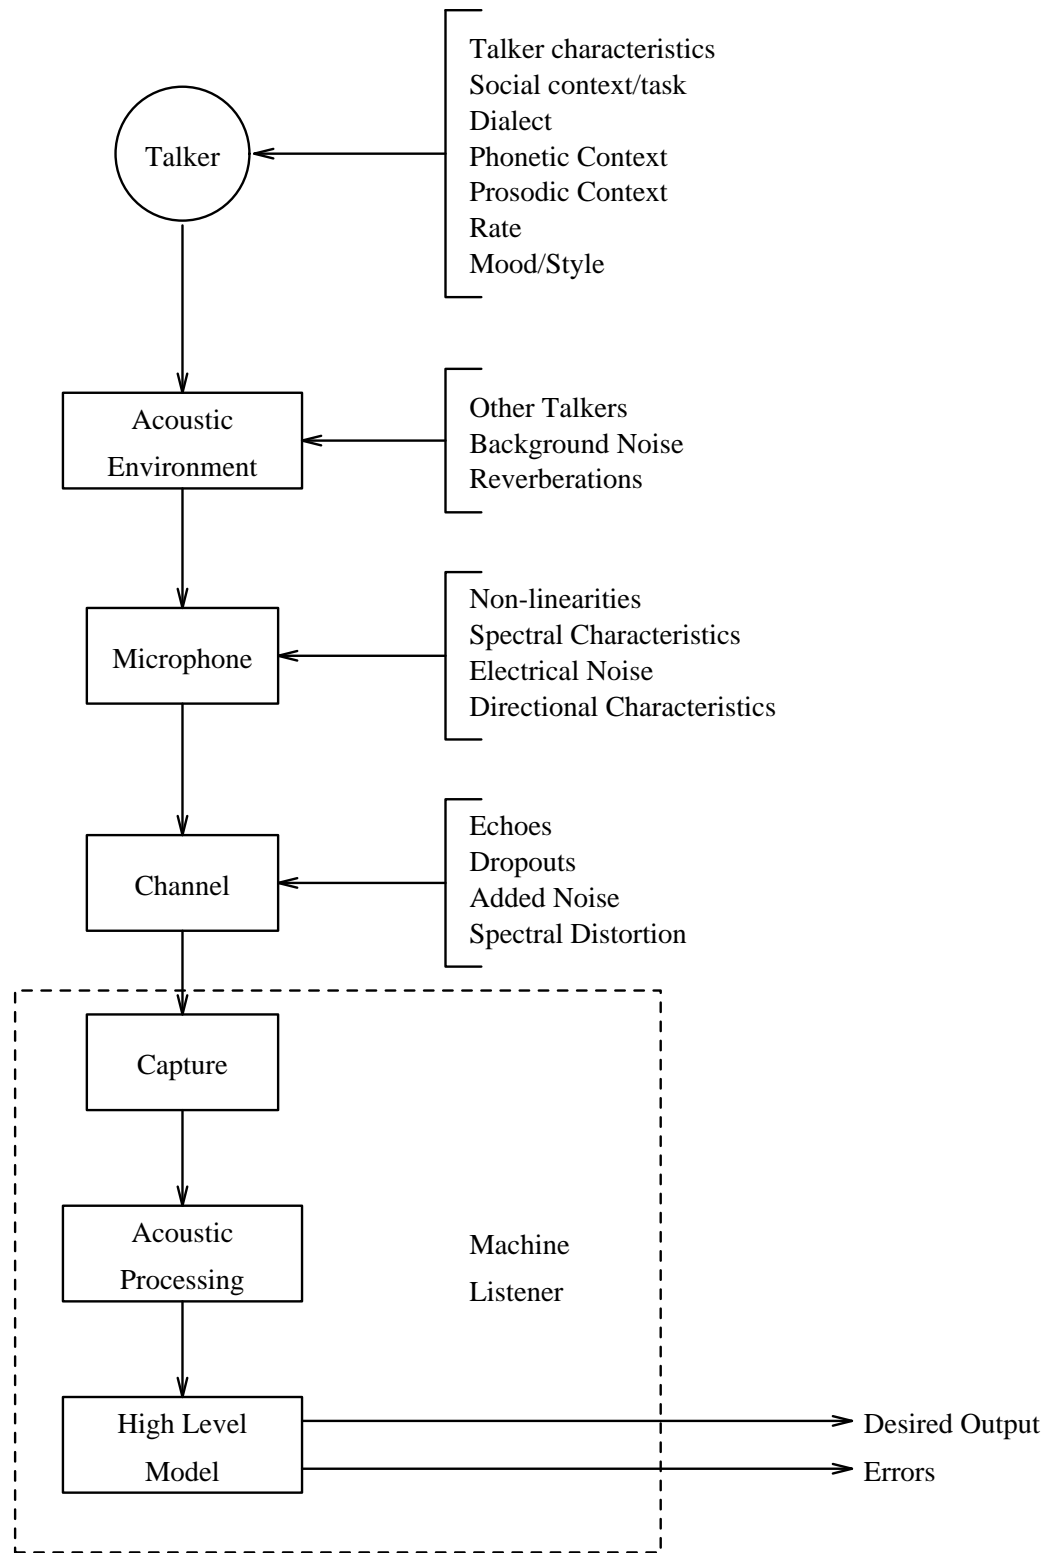 Talker characteristics
Social context/task
Dialect
Talker
Phonetic Context
Prosodic Context
Rate
Mood/Style
Acoustic
Environment
Other Talkers
Background Noise
Reverberations
Microphone
Non-linearities
Spectral Characteristics
Electrical Noise
Directional Characteristics
Channel
Echoes
Dropouts
Added Noise
Spectral Distortion
Capture
Acoustic
Processing
Machine
Listener
High Level
Model
Desired Output
Errors